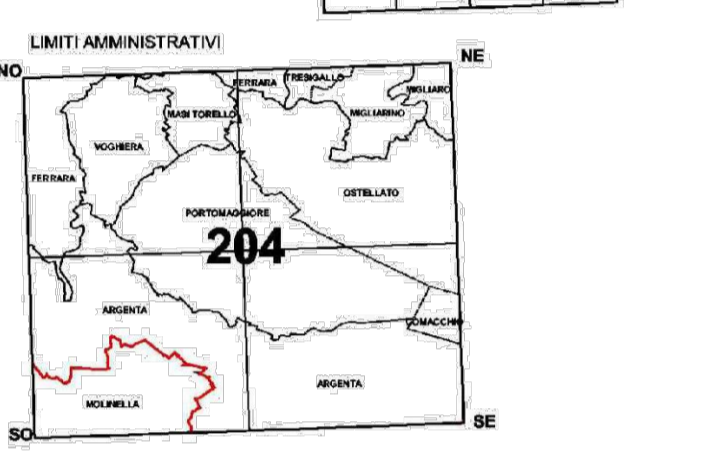 LIMITI AMMINISTRATIVI
NO
NE
FERRARA
TRESIGALLO
MIGLIARO
MASI TORELLO
MIGLIARINO
VOGHIERA
FERRARA
OSTELLATO
PORTOMAGGIORE
204
ARGENTA
COMACCHIO
ARGENTA
MOLINELLA
SO
SE